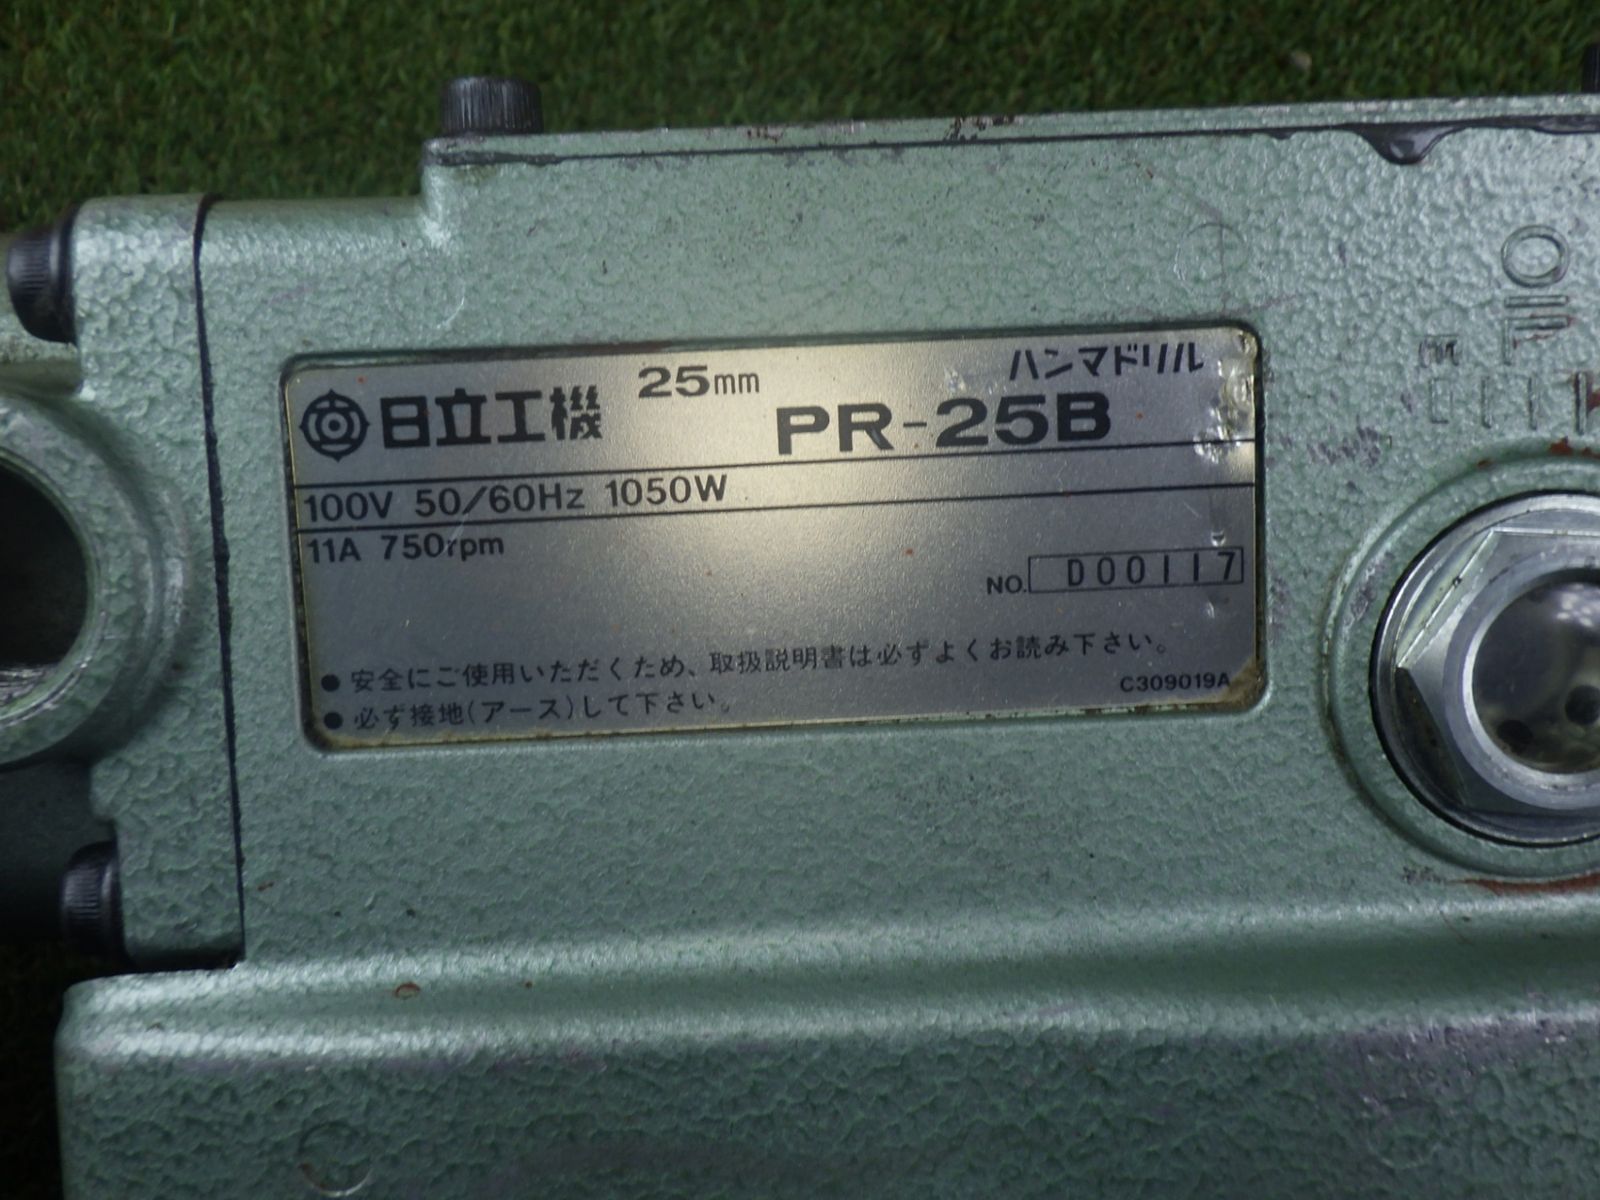 日立工機 25mm ハンマドリル
PR-25B
100V 50/60Hz 1050W
11A 750rpm
NO. D00117
●安全にご使用いただくため、取扱説明書は必ずよくお読み下さい。
●必ず接地(アース)して下さい。
C309019A